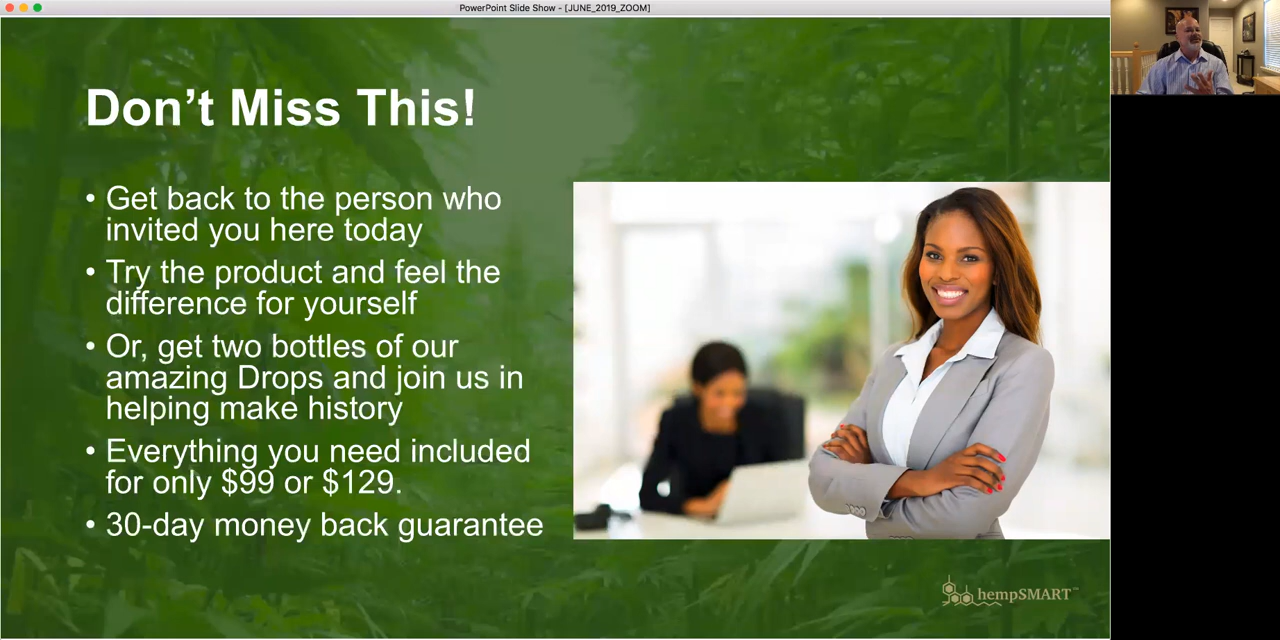 PowerPoint Slide Show - [JUNE_2019_ZOOM]
Don’t Miss This!
• Get back to the person who
invited you here today
• Try the product and feel the
difference for yourself
• Or, get two bottles of our
amazing Drops and join us in
helping make history
• Everything you need included
for only $99 or $129.
• 30-day money back guarantee
hempSMART™